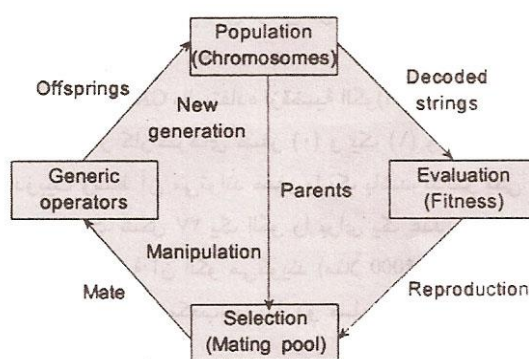 Population
(Chromosomes)
Offsprings
Decoded
strings
New
generation
Generic
operators
Parents
Evaluation
(Fitness)
Manipulation
Mate
Reproduction
Selection
(Mating pool)